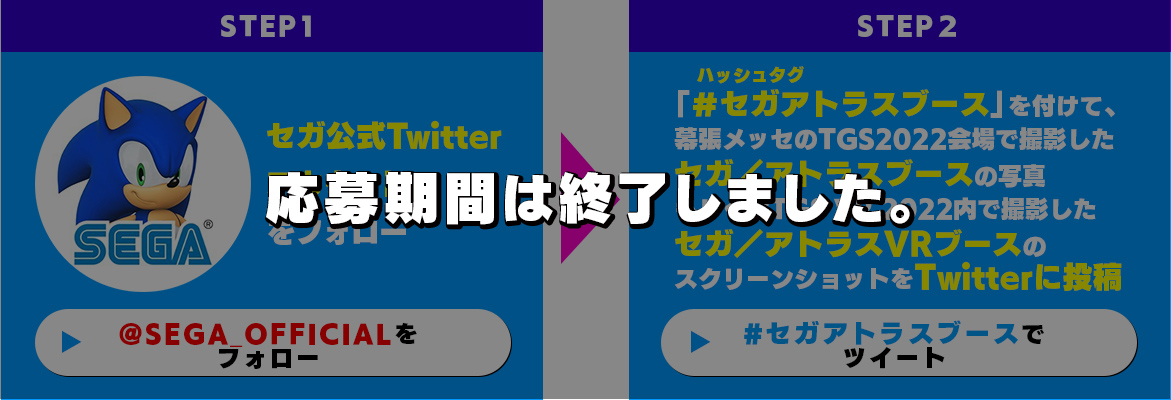 STEP1
セガ公式Twitter
をフォロー
SEGA®
@SEGA_OFFICIALを
フォロー
応募期間は終了しました。
STEP2
ハッシュタグ
「#セガアトラスブース」を付けて、
幕張メッセのTGS2022会場で撮影した
セガ／アトラスブースの写真
2022内で撮影した
セガ／アトラスVRブースの
スクリーンショットをTwitterに投稿
#セガアトラスブースで
ツイート